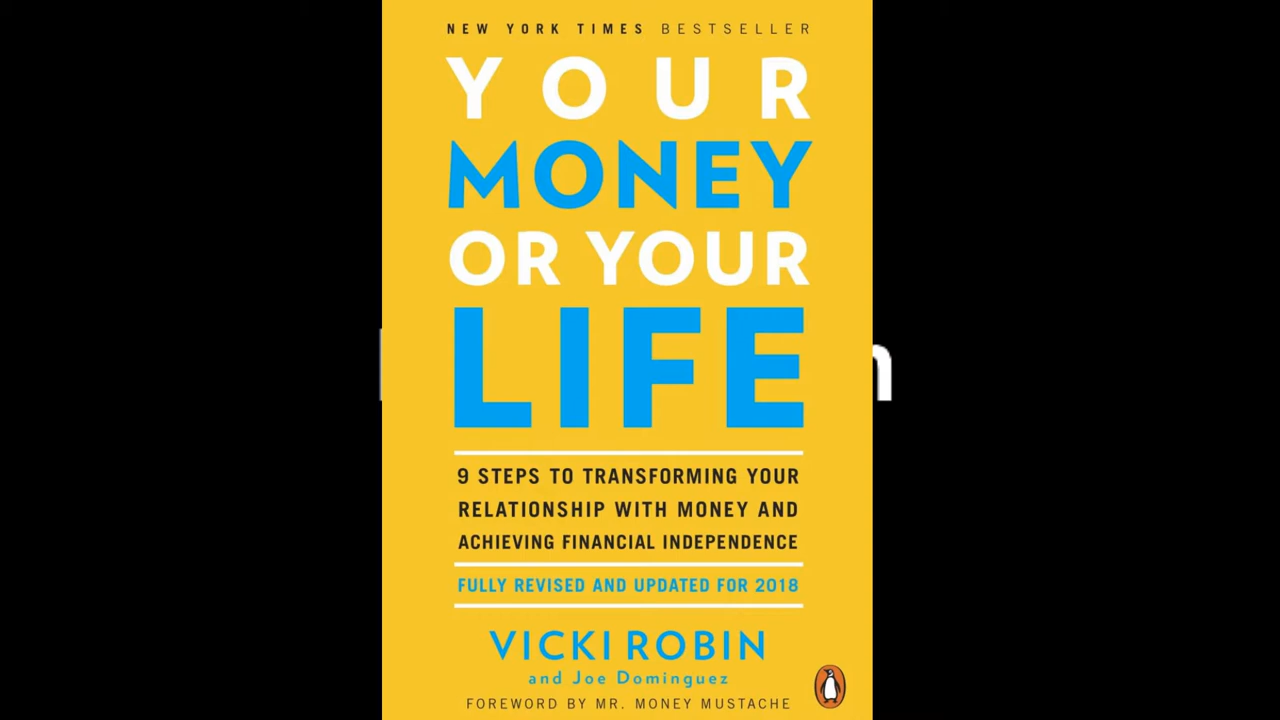 NEW YORK TIMES BESTSELLER
YOUR
MONEY
OR YOUR
LIFE
9 STEPS TO TRANSFORMING YOUR
RELATIONSHIP WITH MONEY AND
ACHIEVING FINANCIAL INDEPENDENCE
FULLY REVISED AND UPDATED FOR 2018
VICKI ROBIN
and Joe Dominguez
FOREWORD BY MR. MONEY MUSTACHE